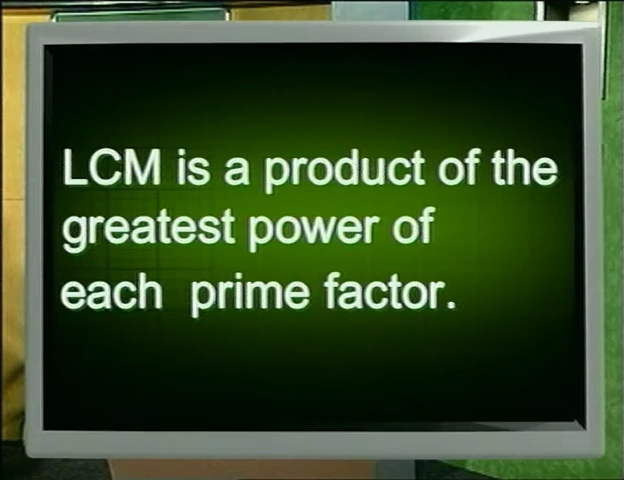 LCM is a product of the
greatest power of
each prime factor.